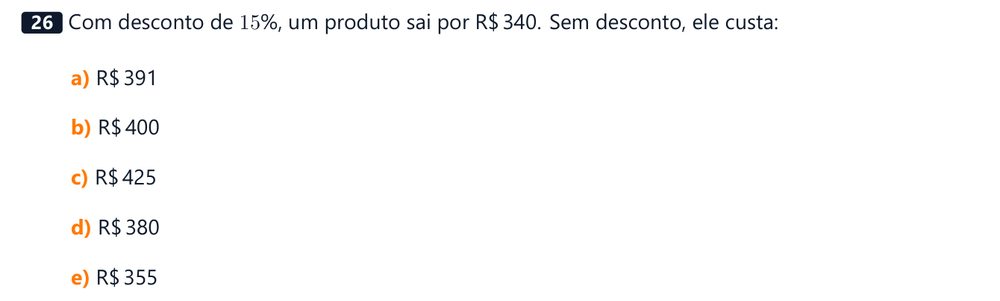 26 Com desconto de 15%, um produto sai por R$ 340. Sem desconto, ele custa:
a) R$ 391
b) R$ 400
c) R$ 425
d) R$ 380
e) R$ 355